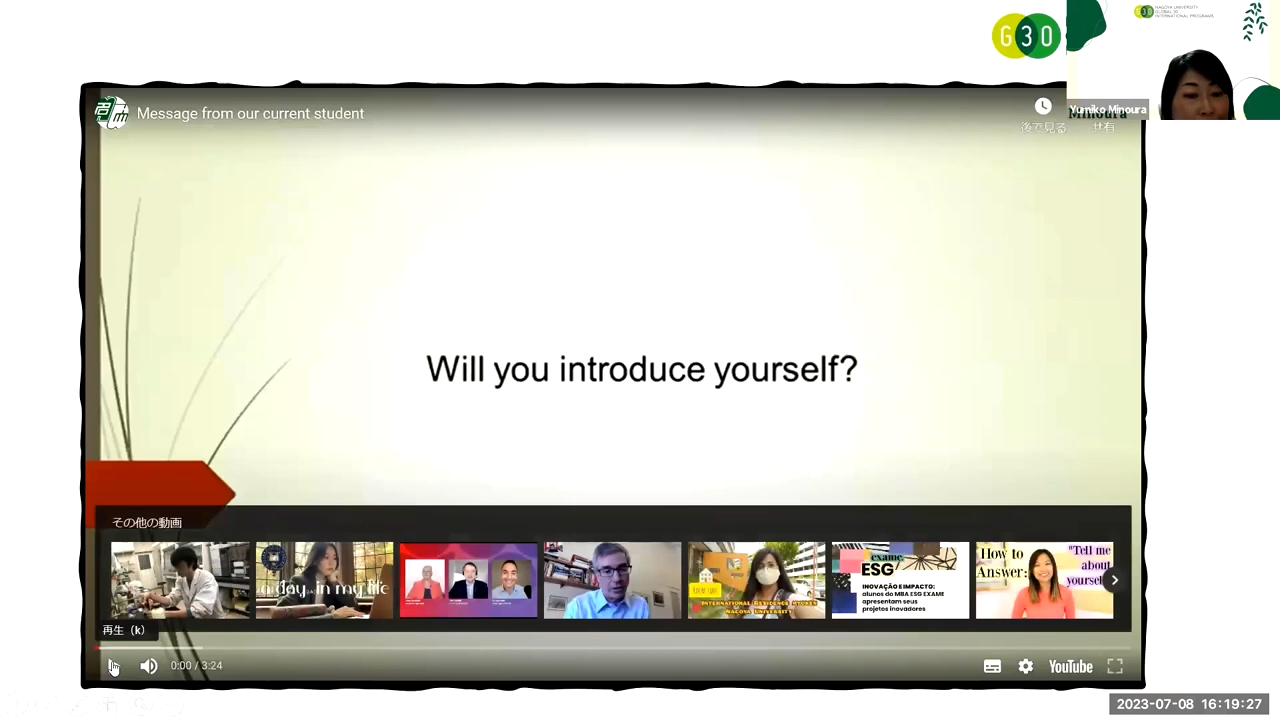 G30
NAGOYA UNIVERSITY
GLOBAL 30
INTERNATIONAL PROGRAMS
Yumiko Minoura
Minoura
Message from our current student
後で見る
共有
Will you introduce yourself?
その他の動画
a day in my life
INTERNATIONAL RESIDENCE
NAGOYA UNIVERSITY
exame
ESG
INOVAÇÃO E IMPACTO:
alunos do MBA ESG EXAME
apresentam seus
projetos inovadores
How to
Answer:
"Tell me
about
yourself
再生（k）
0:00 / 3:24
YouTube
2023-07-08 16:19:27